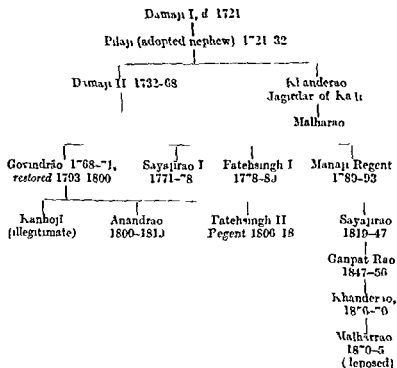 Damaji I, d 1721
Pilaji (adopted nephew) 1721 32
Damaji II 1732-68
Khanderao
Jagirdar of Kadi
Malharao
Govindrao 1768-71,
restored 1793 1800
Sayajirao I
1771-78
Fatehsingh I
1778-89
Manaji Regent
1789-93
Kanhoji
(illegitimate)
Anandrao
1800-1819
Fatehsingh II
Regent 1806 18
Sayajirao
1819-47
Ganpat Rao
1847-56
Khanderao,
Malharrao
1870-5
(deposed)